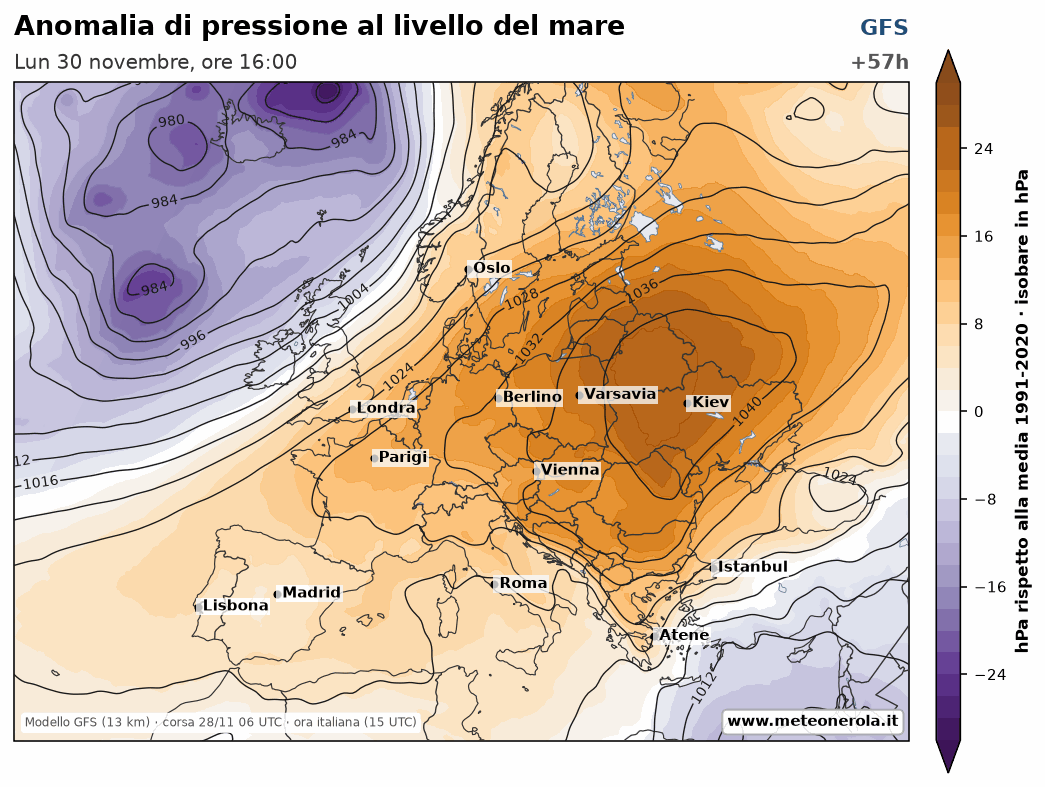 Anomalia di pressione al livello del mare
GFS
Lun 30 novembre, ore 16:00
+57h
980
984
984
984
996
1004
1028
1036
1032
1024
1040
1024
12
1016
1012
Oslo
Berlino
Varsavia
Kiev
Londra
Parigi
Vienna
Istanbul
Roma
Madrid
Lisbona
Atene
24
16
8
0
−8
−16
−24
hPa rispetto alla media 1991-2020 · isobare in hPa
Modello GFS (13 km) · corsa 28/11 06 UTC · ora italiana (15 UTC)
www.meteonerola.it